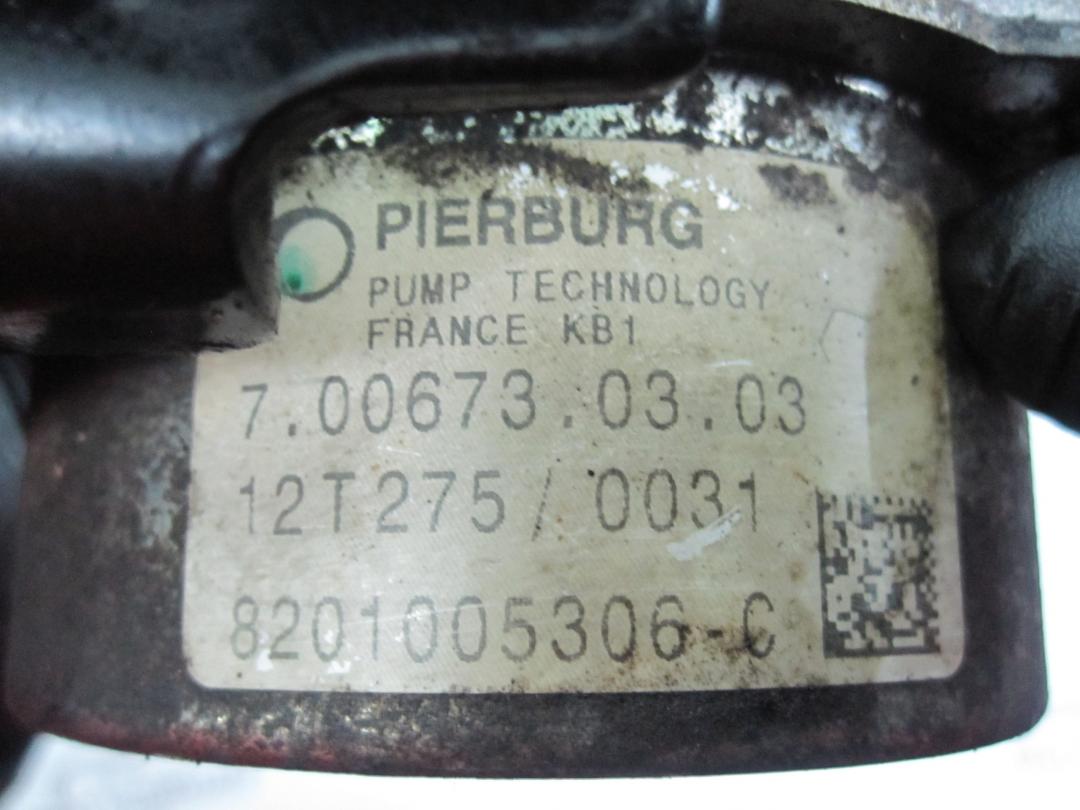 PIERBURG
PUMP TECHNOLOGY
FRANCE KB1
7.00673.03.03
12T275/0031
8201005306-C